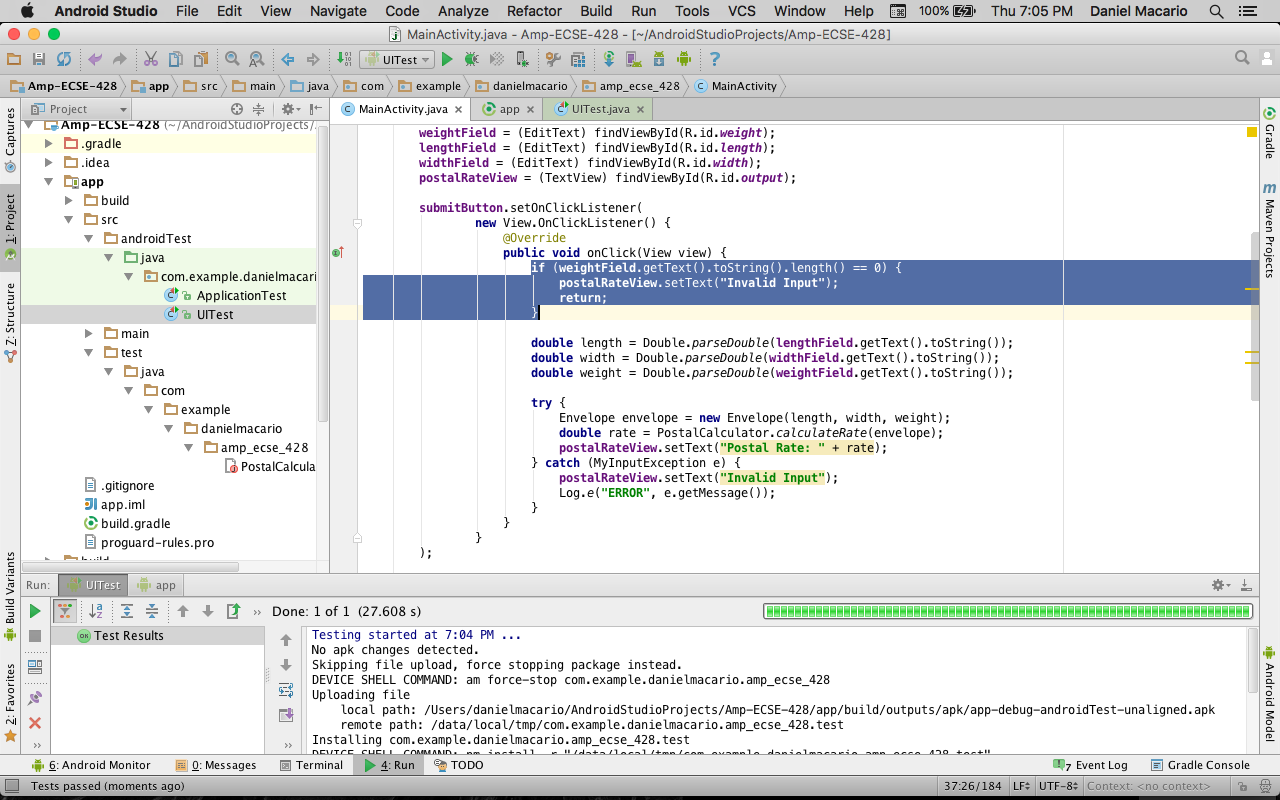 Android Studio File Edit View Navigate Code Analyze Refactor Build Run Tools VCS Window Help 100% Thu 7:05 PM Daniel Macario
MainActivity.java - Amp-ECSE-428 - [~/AndroidStudioProjects/Amp-ECSE-428]
UITest
Amp-ECSE-428 app src main java com example danielmacario amp_ecse_428 MainActivity
Project
MainActivity.java app UITest.java
Captures
1: Project
Z: Structure
Build Variants
2: Favorites
Amp-ECSE-428 (~/AndroidStudioProjects/
.gradle
.idea
app
build
src
androidTest
java
com.example.danielmacari
ApplicationTest
UITest
main
test
java
com
example
danielmacario
amp_ecse_428
PostalCalcula
.gitignore
app.iml
build.gradle
proguard-rules.pro
build
weightField = (EditText) findViewById(R.id.weight);
lengthField = (EditText) findViewById(R.id.length);
widthField = (EditText) findViewById(R.id.width);
postalRateView = (TextView) findViewById(R.id.output);
submitButton.setOnClickListener(
new View.OnClickListener() {
@Override
public void onClick(View view) {
if (weightField.getText().toString().length() == 0) {
postalRateView.setText("Invalid Input");
return;
}
double length = Double.parseDouble(lengthField.getText().toString());
double width = Double.parseDouble(widthField.getText().toString());
double weight = Double.parseDouble(weightField.getText().toString());
try {
Envelope envelope = new Envelope(length, width, weight);
double rate = PostalCalculator.calculateRate(envelope);
postalRateView.setText("Postal Rate: " + rate);
} catch (MyInputException e) {
postalRateView.setText("Invalid Input");
Log.e("ERROR", e.getMessage());
}
}
}
);
Gradle
m Maven Projects
Android Model
Run: UITest app
Done: 1 of 1 (27.608 s)
OK Test Results
Testing started at 7:04 PM ...
No apk changes detected.
Skipping file upload, force stopping package instead.
DEVICE SHELL COMMAND: am force-stop com.example.danielmacario.amp_ecse_428
Uploading file
local path: /Users/danielmacario/AndroidStudioProjects/Amp-ECSE-428/app/build/outputs/apk/app-debug-androidTest-unaligned.apk
remote path: /data/local/tmp/com.example.danielmacario.amp_ecse_428.test
Installing com.example.danielmacario.amp_ecse_428.test
DEVICE SHELL COMMAND: pm install -r "/data/local/tmp/com.example.danielmacario.amp_ecse_428.test"
6: Android Monitor 0: Messages Terminal 4: Run TODO 7 Event Log Gradle Console
Tests passed (moments ago) 37:26/184 LF UTF-8 Context: <no context>